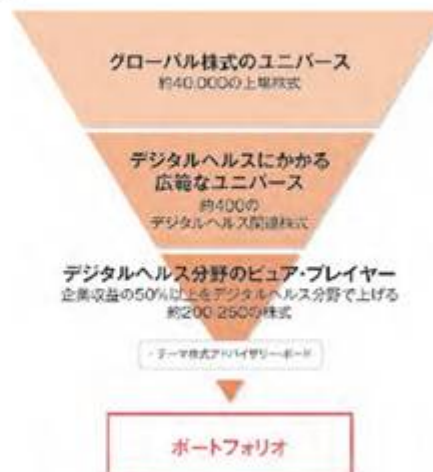 グローバル株式のユニバース
約40,000の上場株式
デジタルヘルスにかかる
広範なユニバース
約400の
デジタルヘルス関連株式
デジタルヘルス分野のピュア・プレイヤー
企業収益の50%以上をデジタルヘルス分野で上げる
約200-250の株式
・テーマ株式アドバイザリー・ボード
ポートフォリオ